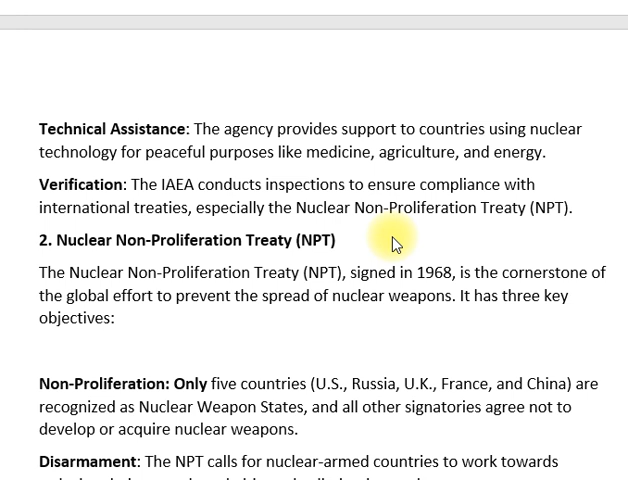 Technical Assistance: The agency provides support to countries using nuclear
technology for peaceful purposes like medicine, agriculture, and energy.
Verification: The IAEA conducts inspections to ensure compliance with
international treaties, especially the Nuclear Non-Proliferation Treaty (NPT).
2. Nuclear Non-Proliferation Treaty (NPT)
The Nuclear Non-Proliferation Treaty (NPT), signed in 1968, is the cornerstone of
the global effort to prevent the spread of nuclear weapons. It has three key
objectives:
Non-Proliferation: Only five countries (U.S., Russia, U.K., France, and China) are
recognized as Nuclear Weapon States, and all other signatories agree not to
develop or acquire nuclear weapons.
Disarmament: The NPT calls for nuclear-armed countries to work towards